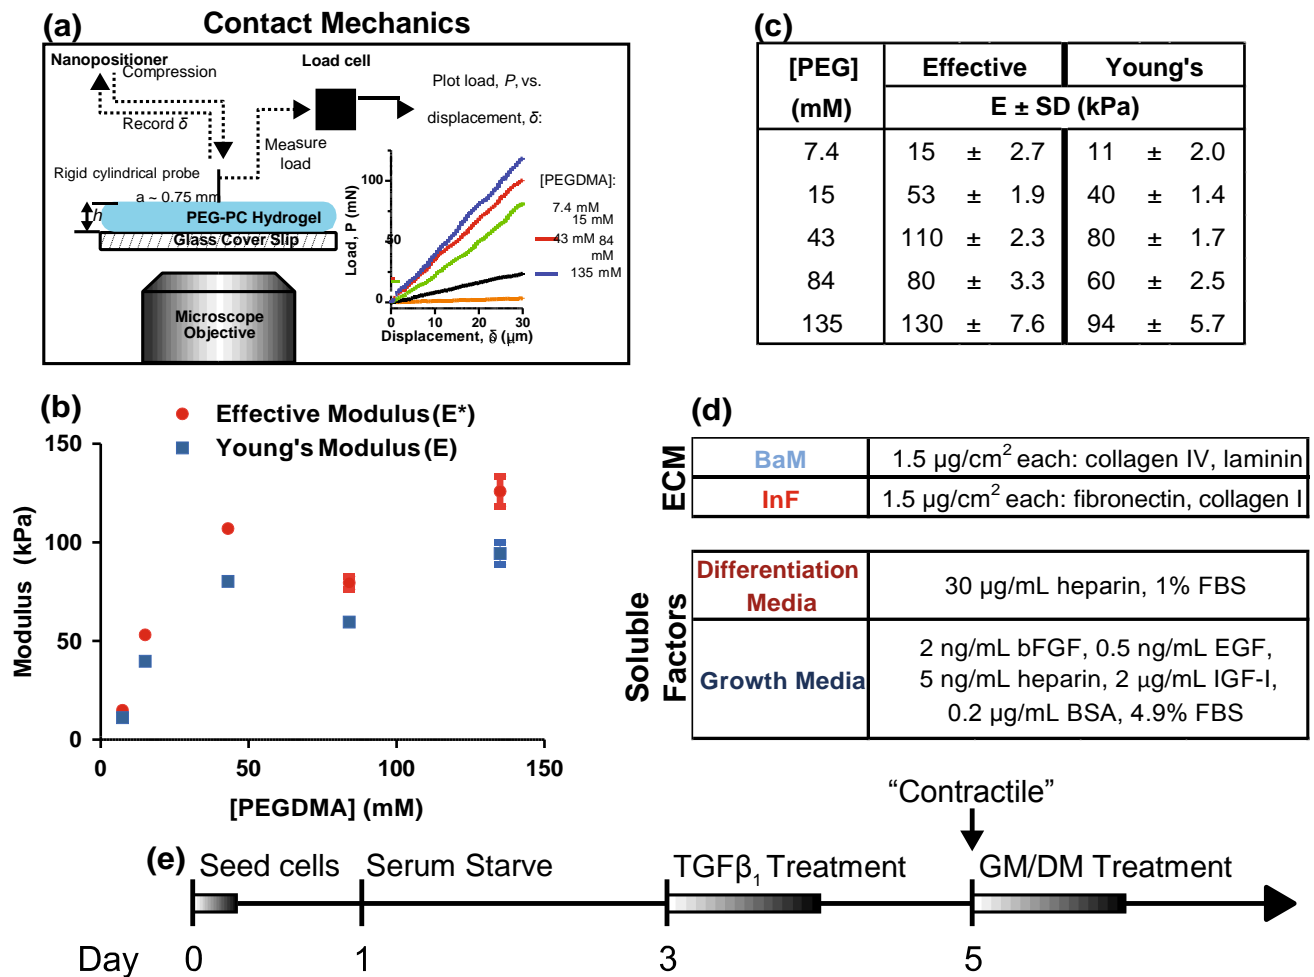 (a)
Contact Mechanics
Nanopositioner
Compression
Record δ
Load cell
Measure
load
Plot load, P, vs.
displacement, δ:
Rigid cylindrical probe
a ~ 0.75 mm
h
PEG-PC Hydrogel
Glass Cover Slip
Microscope
Objective
Load, P (mN)
100
50
0
0 10 20 30
Displacement, δ (μm)
[PEGDMA]:
7.4 mM
15 mM
43 mM
84 mM
135 mM
(c)
[PEG] Effective Young's
(mM) E ± SD (kPa)
7.4 15 ± 2.7 11 ± 2.0
15 53 ± 1.9 40 ± 1.4
43 110 ± 2.3 80 ± 1.7
84 80 ± 3.3 60 ± 2.5
135 130 ± 7.6 94 ± 5.7
(b)
Effective Modulus (E*)
Young's Modulus (E)
Modulus (kPa)
150
100
50
0
0 50 100 150
[PEGDMA] (mM)
(d)
ECM
BaM 1.5 µg/cm² each: collagen IV, laminin
InF 1.5 µg/cm² each: fibronectin, collagen I
Soluble
Factors
Differentiation
Media
30 µg/mL heparin, 1% FBS
Growth Media
2 ng/mL bFGF, 0.5 ng/mL EGF,
5 ng/mL heparin, 2 µg/mL IGF-I,
0.2 µg/mL BSA, 4.9% FBS
(e)
"Contractile"
Seed cells Serum Starve TGFβ₁ Treatment GM/DM Treatment
Day 0 1 3 5